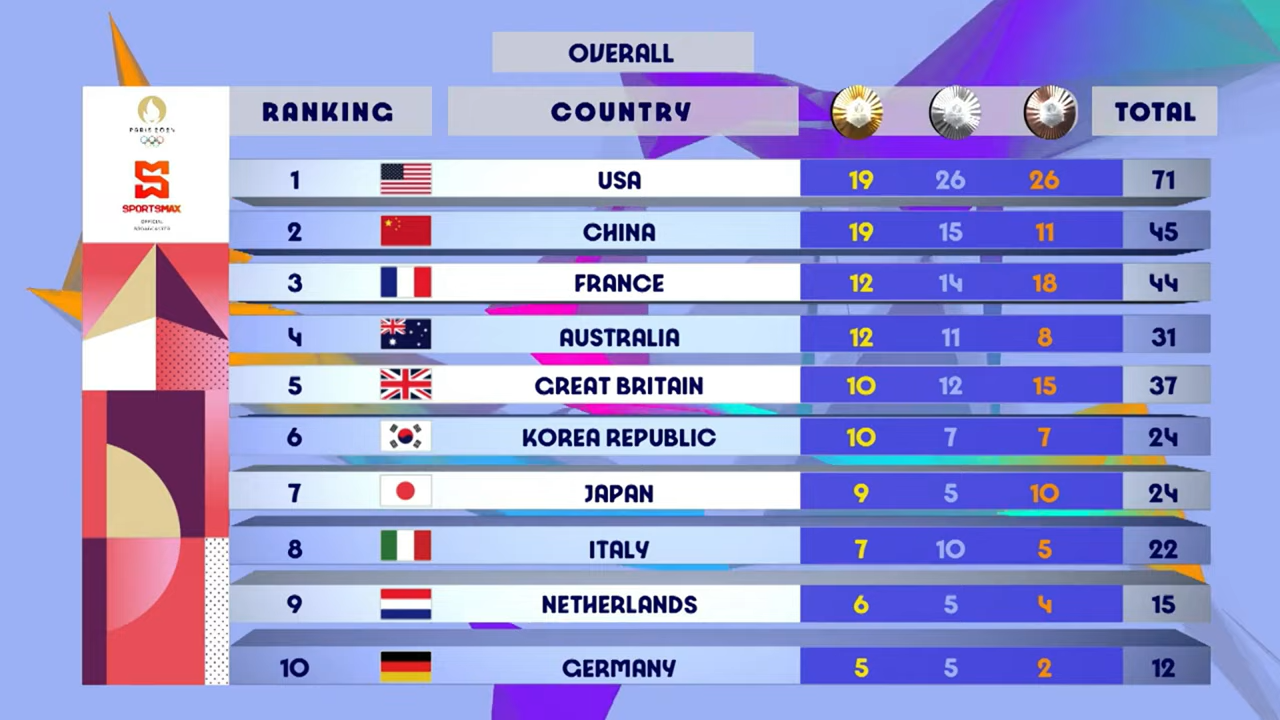 OVERALL
RANKING COUNTRY TOTAL
PARIS 2024
SPORTSMAX
OFFICIAL
BROADCASTER
1 USA 19 26 26 71
2 CHINA 19 15 11 45
3 FRANCE 12 14 18 44
4 AUSTRALIA 12 11 8 31
5 GREAT BRITAIN 10 12 15 37
6 KOREA REPUBLIC 10 7 7 24
7 JAPAN 9 5 10 24
8 ITALY 7 10 5 22
9 NETHERLANDS 6 5 4 15
10 GERMANY 5 5 2 12